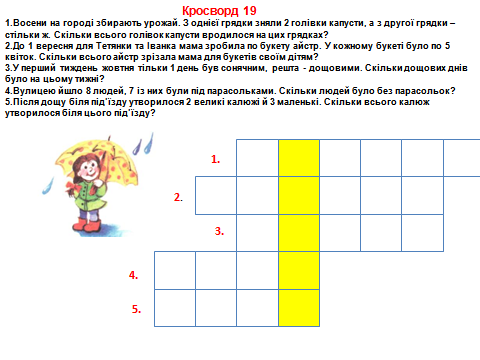 Кросворд 19
1.Восени на городі збирають урожай. З однієї грядки зняли 2 голівки капусти, а з другої грядки –
стільки ж. Скільки всього голівок капусти вродилося на цих грядках?
2.До 1 вересня для Тетянки та Іванка мама зробила по букету айстр. У кожному букеті було по 5
квіток. Скільки всього айстр зрізала мама для букетів своїм дітям?
3.У перший тиждень жовтня тільки 1 день був сонячним, решта - дощовими. Скільки дощових днів
було на цьому тижні?
4.Вулицею йшло 8 людей, 7 із них були під парасольками. Скільки людей було без парасольок?
5.Після дощу біля під'їзду утворилося 2 великі калюжі й 3 маленькі. Скільки всього калюж
утворилося біля цього під'їзду?
1.
2.
3.
4.
5.